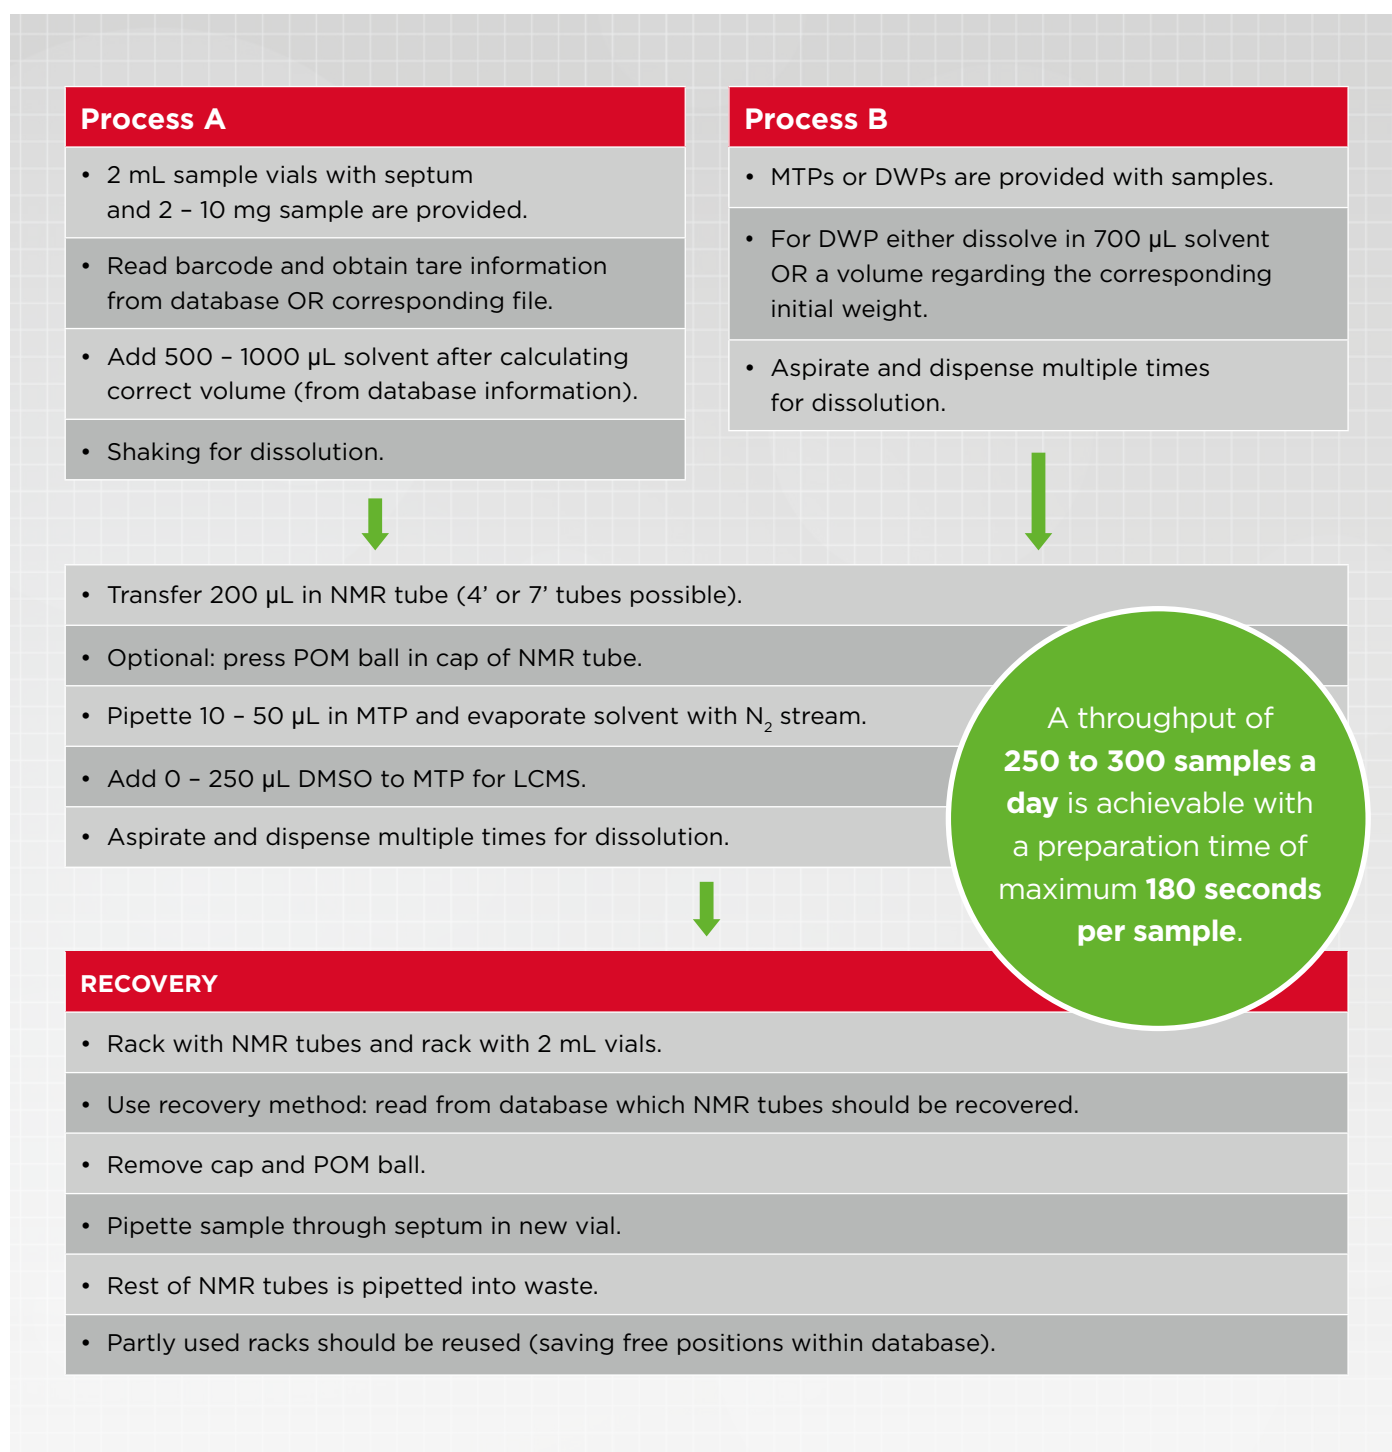 Process A
• 2 mL sample vials with septum
and 2 – 10 mg sample are provided.
• Read barcode and obtain tare information
from database OR corresponding file.
• Add 500 – 1000 µL solvent after calculating
correct volume (from database information).
• Shaking for dissolution.
Process B
• MTPs or DWPs are provided with samples.
• For DWP either dissolve in 700 µL solvent
OR a volume regarding the corresponding
initial weight.
• Aspirate and dispense multiple times
for dissolution.
• Transfer 200 µL in NMR tube (4’ or 7’ tubes possible).
• Optional: press POM ball in cap of NMR tube.
• Pipette 10 – 50 µL in MTP and evaporate solvent with N₂ stream.
• Add 0 – 250 µL DMSO to MTP for LCMS.
• Aspirate and dispense multiple times for dissolution.
A throughput of
250 to 300 samples a
day is achievable with
a preparation time of
maximum 180 seconds
per sample.
RECOVERY
• Rack with NMR tubes and rack with 2 mL vials.
• Use recovery method: read from database which NMR tubes should be recovered.
• Remove cap and POM ball.
• Pipette sample through septum in new vial.
• Rest of NMR tubes is pipetted into waste.
• Partly used racks should be reused (saving free positions within database).